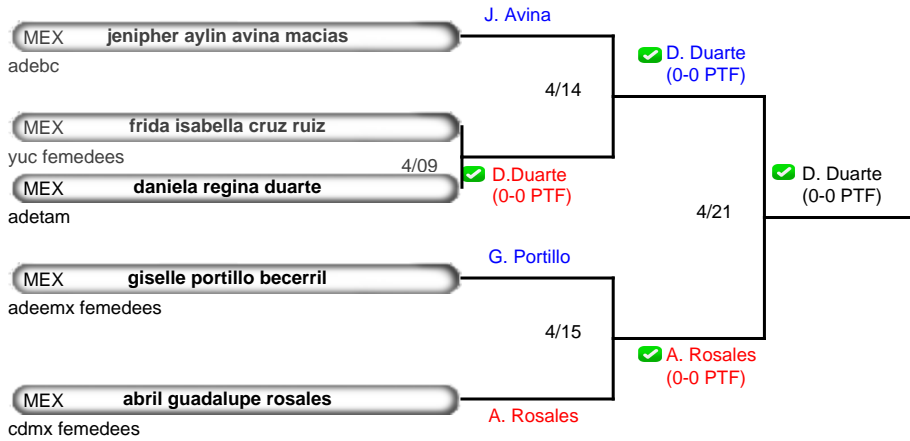 J. Avina
MEX jenipher aylin avina macias
adebc
D. Duarte
(0-0 PTF)
4/14
MEX frida isabella cruz ruiz
yuc femedees
4/09
D.Duarte
(0-0 PTF)
MEX daniela regina duarte
adetam
D. Duarte
(0-0 PTF)
4/21
G. Portillo
MEX giselle portillo becerril
adeemx femedees
4/15
A. Rosales
(0-0 PTF)
MEX abril guadalupe rosales
A. Rosales
cdmx femedees